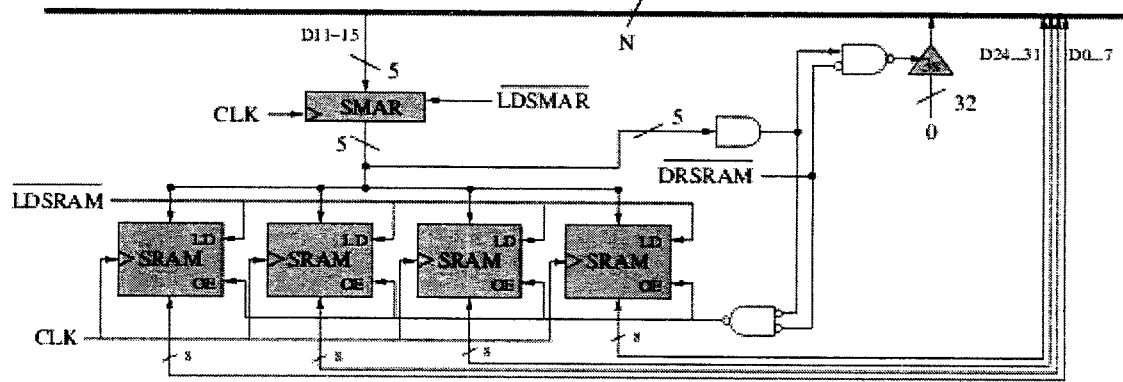 N
D11-15
5
D24...31
D0...7
3s
SMAR
LDSMAR
CLK
5
32
5
0
DRSRAM
LDSRAM
LD
LD
LD
LD
SRAM
SRAM
SRAM
SRAM
OE
OE
OE
OE
CLK
8
8
8
8